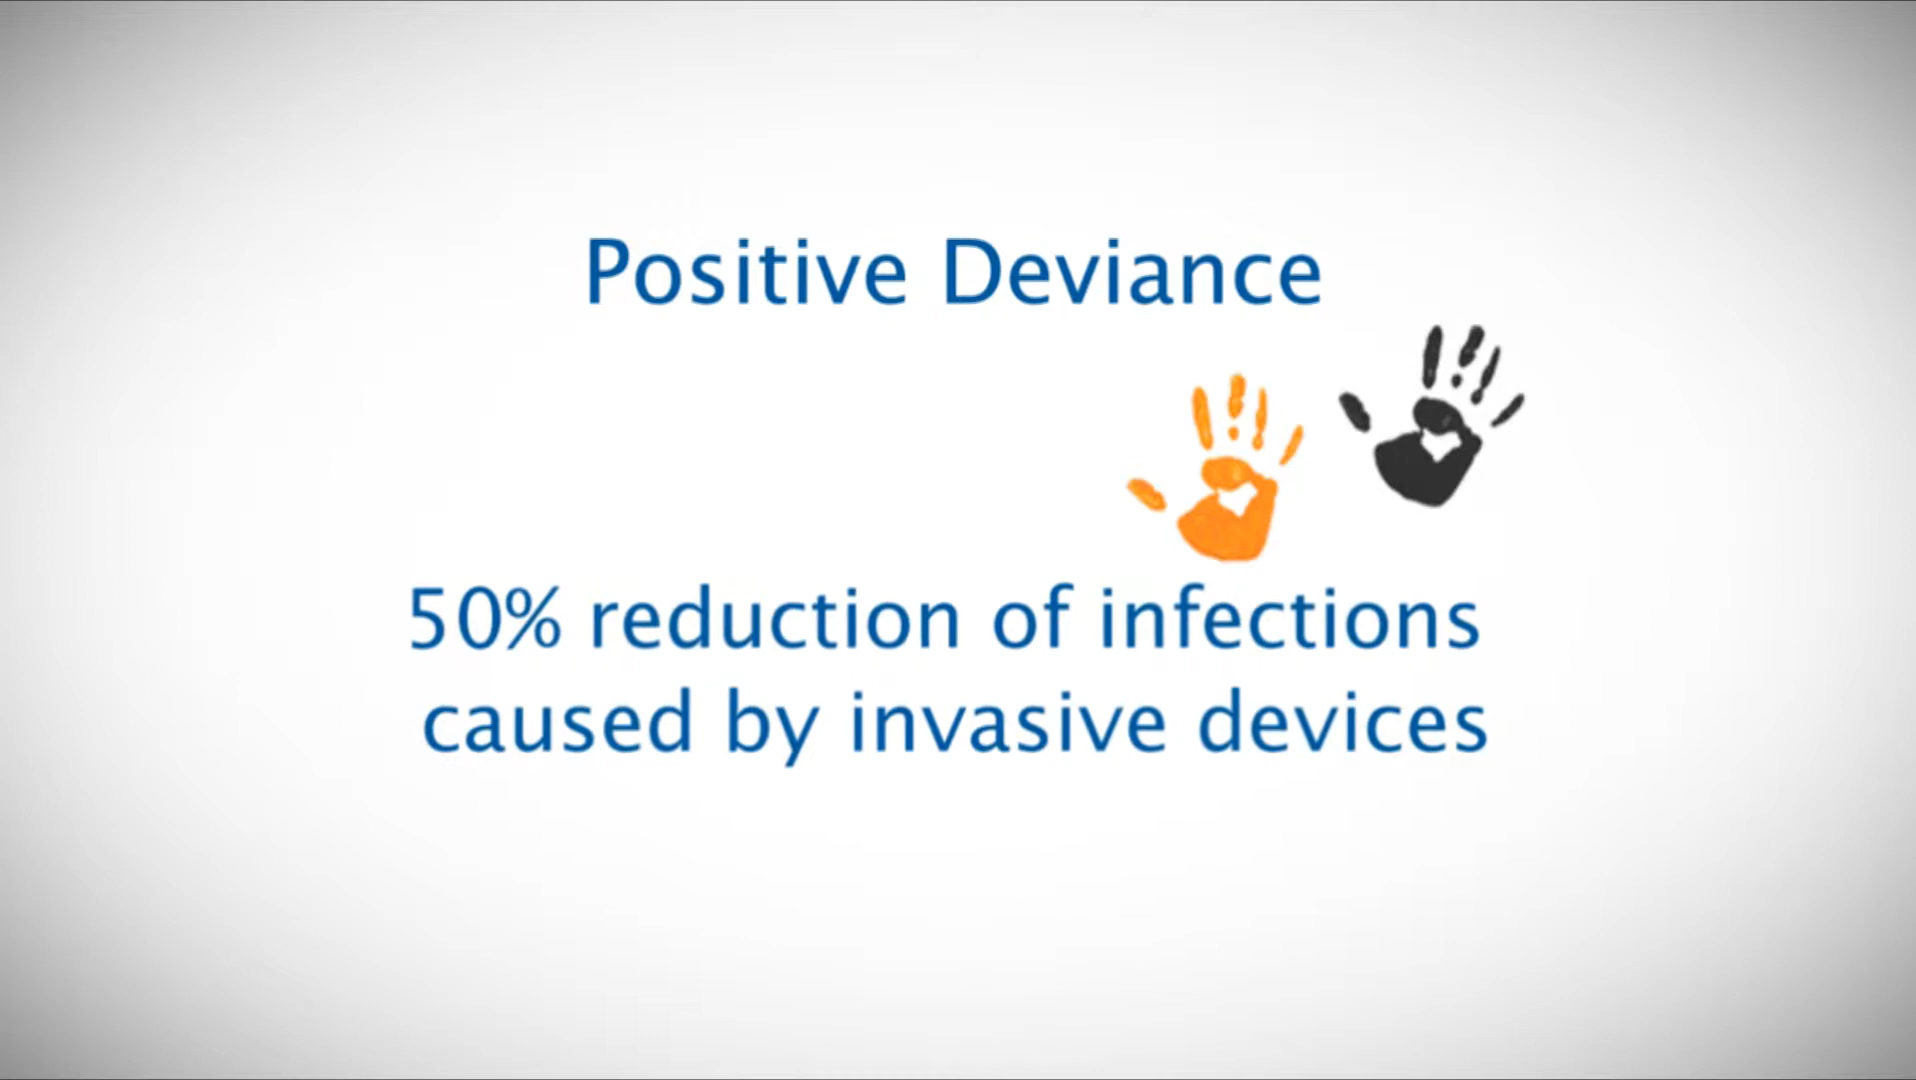 Positive Deviance
50% reduction of infections
caused by invasive devices